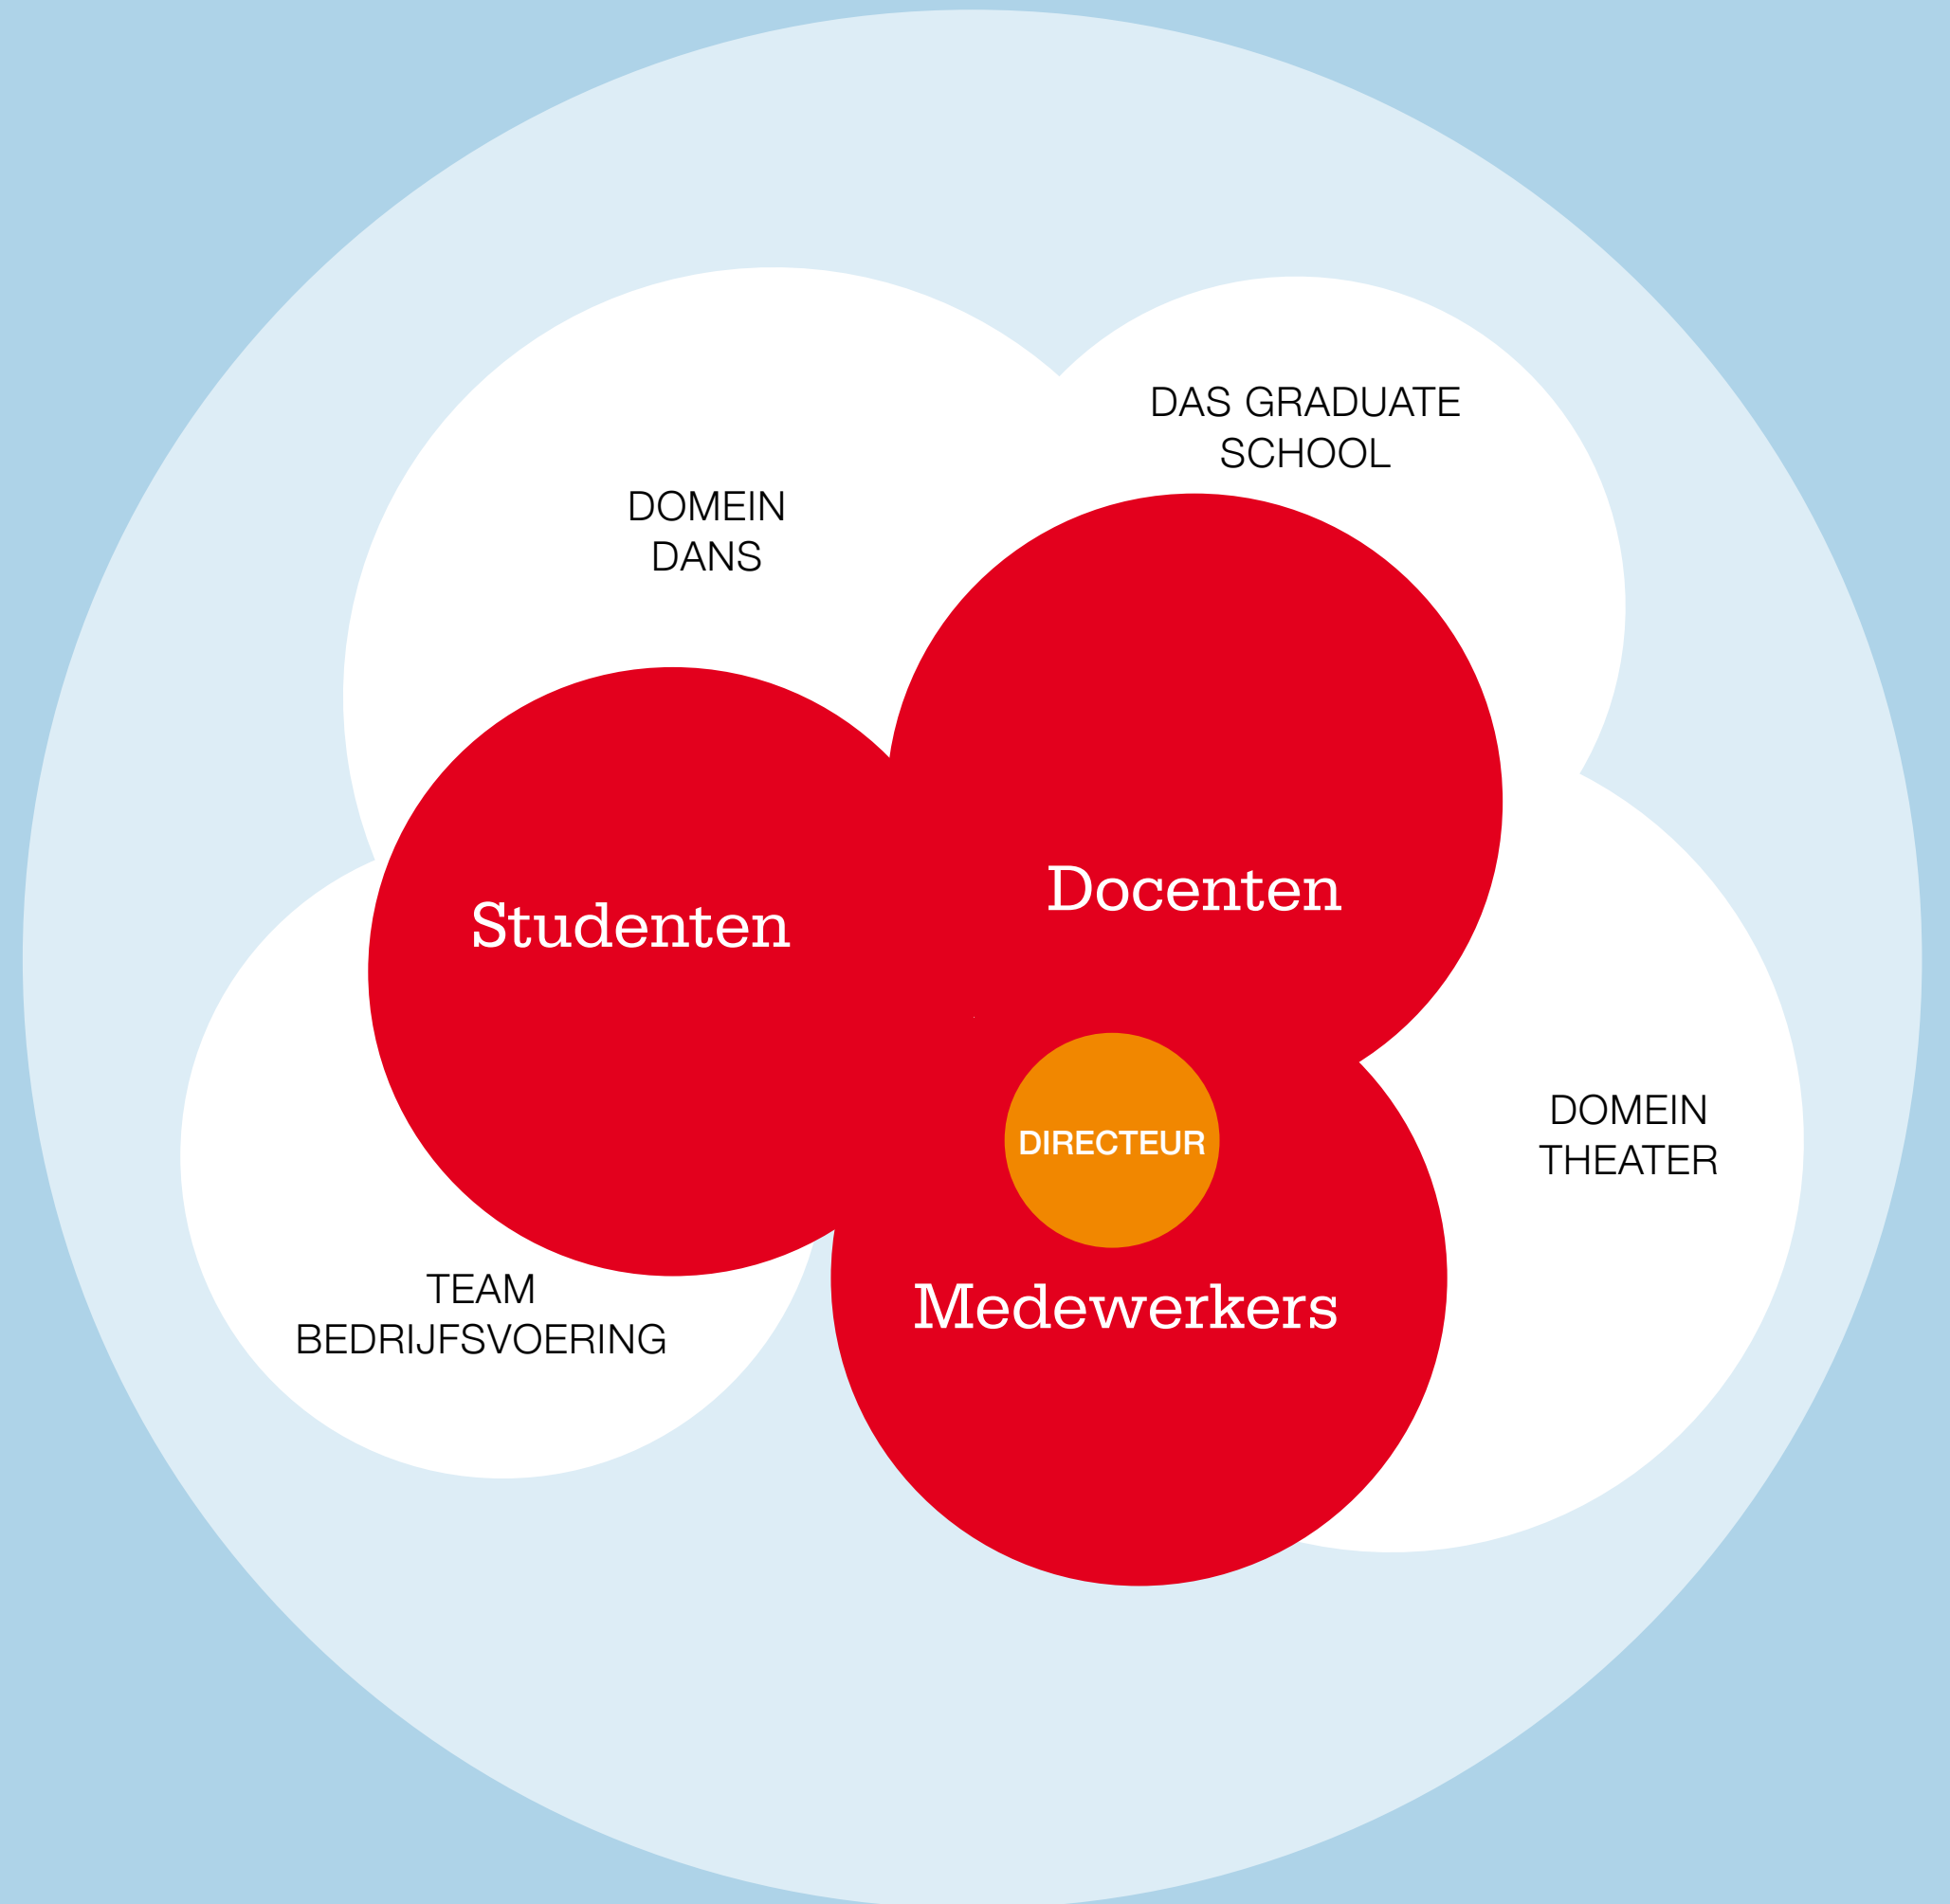 DAS GRADUATE
SCHOOL
DOMEIN
DANS
Docenten
Studenten
DOMEIN
THEATER
DIRECTEUR
TEAM
BEDRIJFSVOERING
Medewerkers